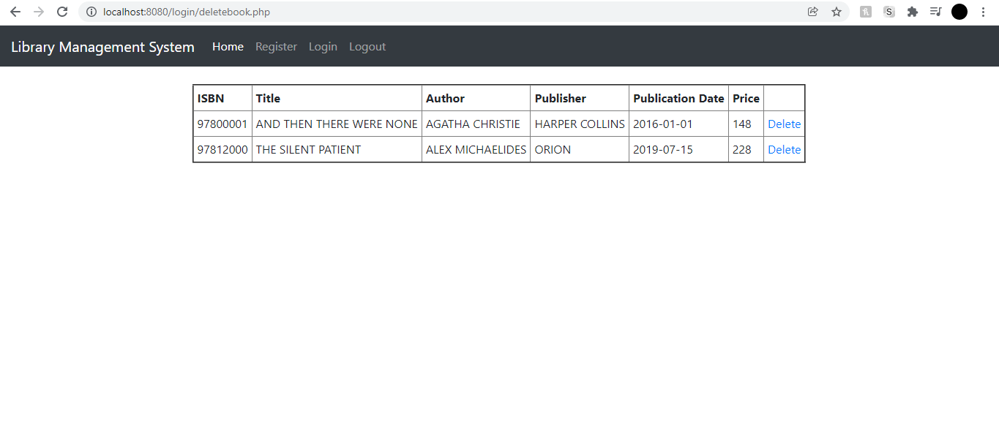 localhost:8080/login/deletebook.php
Library Management System Home Register Login Logout
ISBN Title Author Publisher Publication Date Price
97800001 AND THEN THERE WERE NONE AGATHA CHRISTIE HARPER COLLINS 2016-01-01 148 Delete
97812000 THE SILENT PATIENT ALEX MICHAELIDES ORION 2019-07-15 228 Delete